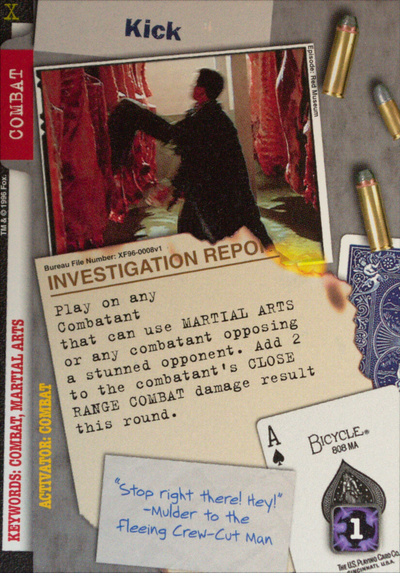 X
Kick
COMBAT
Episode: Red Museum
TM & © 1996 Fox.
Bureau File Number: XF96-0008v1
INVESTIGATION REPO
Play on any
Combatant
that can use MARTIAL ARTS
or any combatant opposing
a stunned opponent. Add 2
to the combatant's CLOSE
RANGE COMBAT damage result
this round.
KEYWORDS: COMBAT, MARTIAL ARTS
ACTIVATOR: COMBAT
"Stop right there! Hey!"
-Mulder to the
fleeing Crew-Cut Man
A
BICYCLE®
808 MA
1
THE U.S. PLAYING CARD CO.
CINCINNATI, U.S.A.